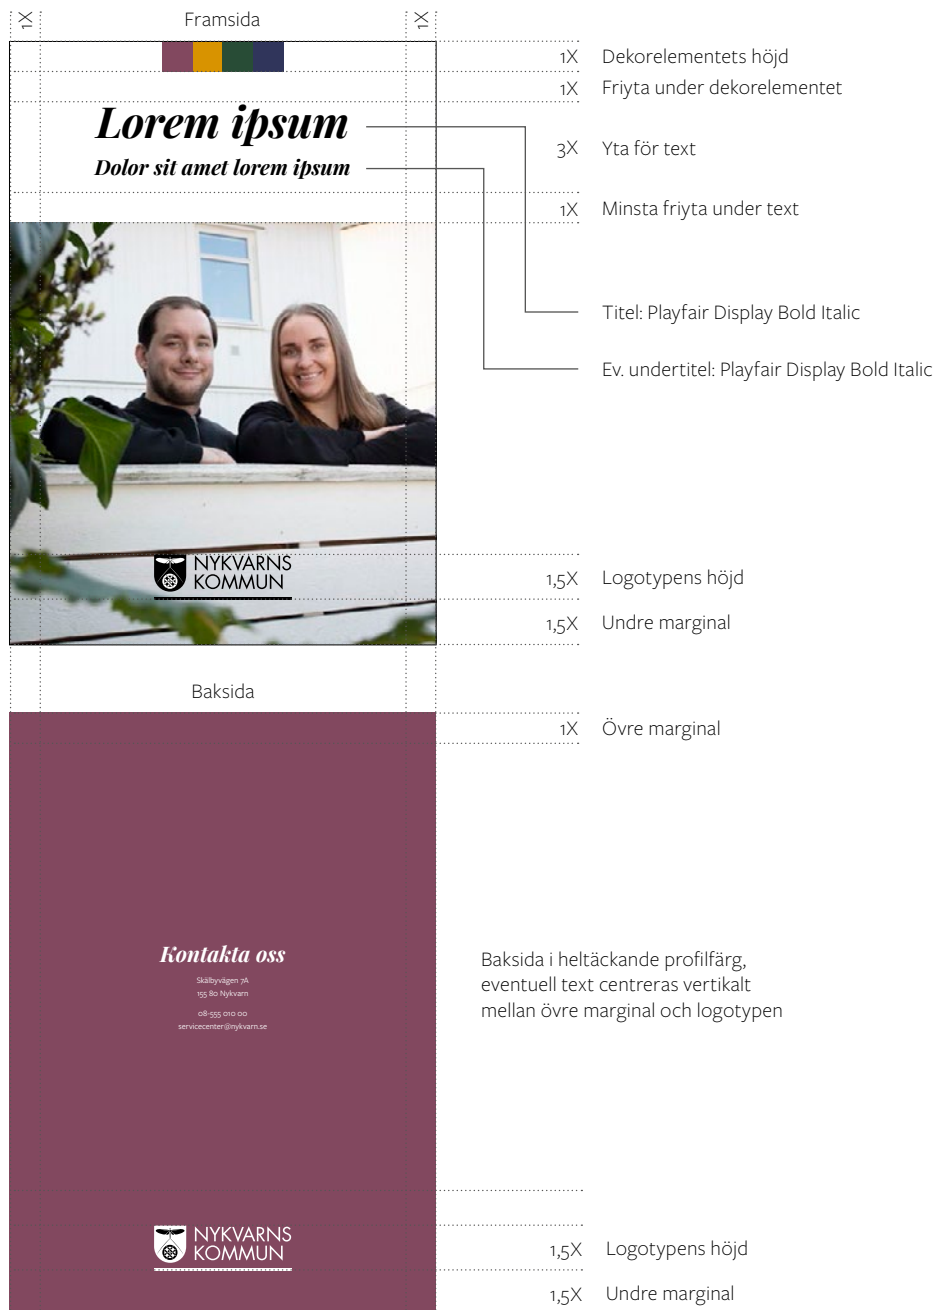 1X
Framsida
1X
1X Dekorelementets höjd
1X Friyta under dekorelementet
Lorem ipsum
3X Yta för text
Dolor sit amet lorem ipsum
1X Minsta friyta under text
Titel: Playfair Display Bold Italic
Ev. undertitel: Playfair Display Bold Italic
NYKVARNS
KOMMUN
1,5X Logotypens höjd
1,5X Undre marginal
Baksida
1X Övre marginal
Kontakta oss
Skälbyvägen 7A
155 80 Nykvarn
08-555 010 00
servicecenter@nykvarn.se
Baksida i heltäckande profilfärg,
eventuell text centreras vertikalt
mellan övre marginal och logotypen
NYKVARNS
KOMMUN
1,5X Logotypens höjd
1,5X Undre marginal